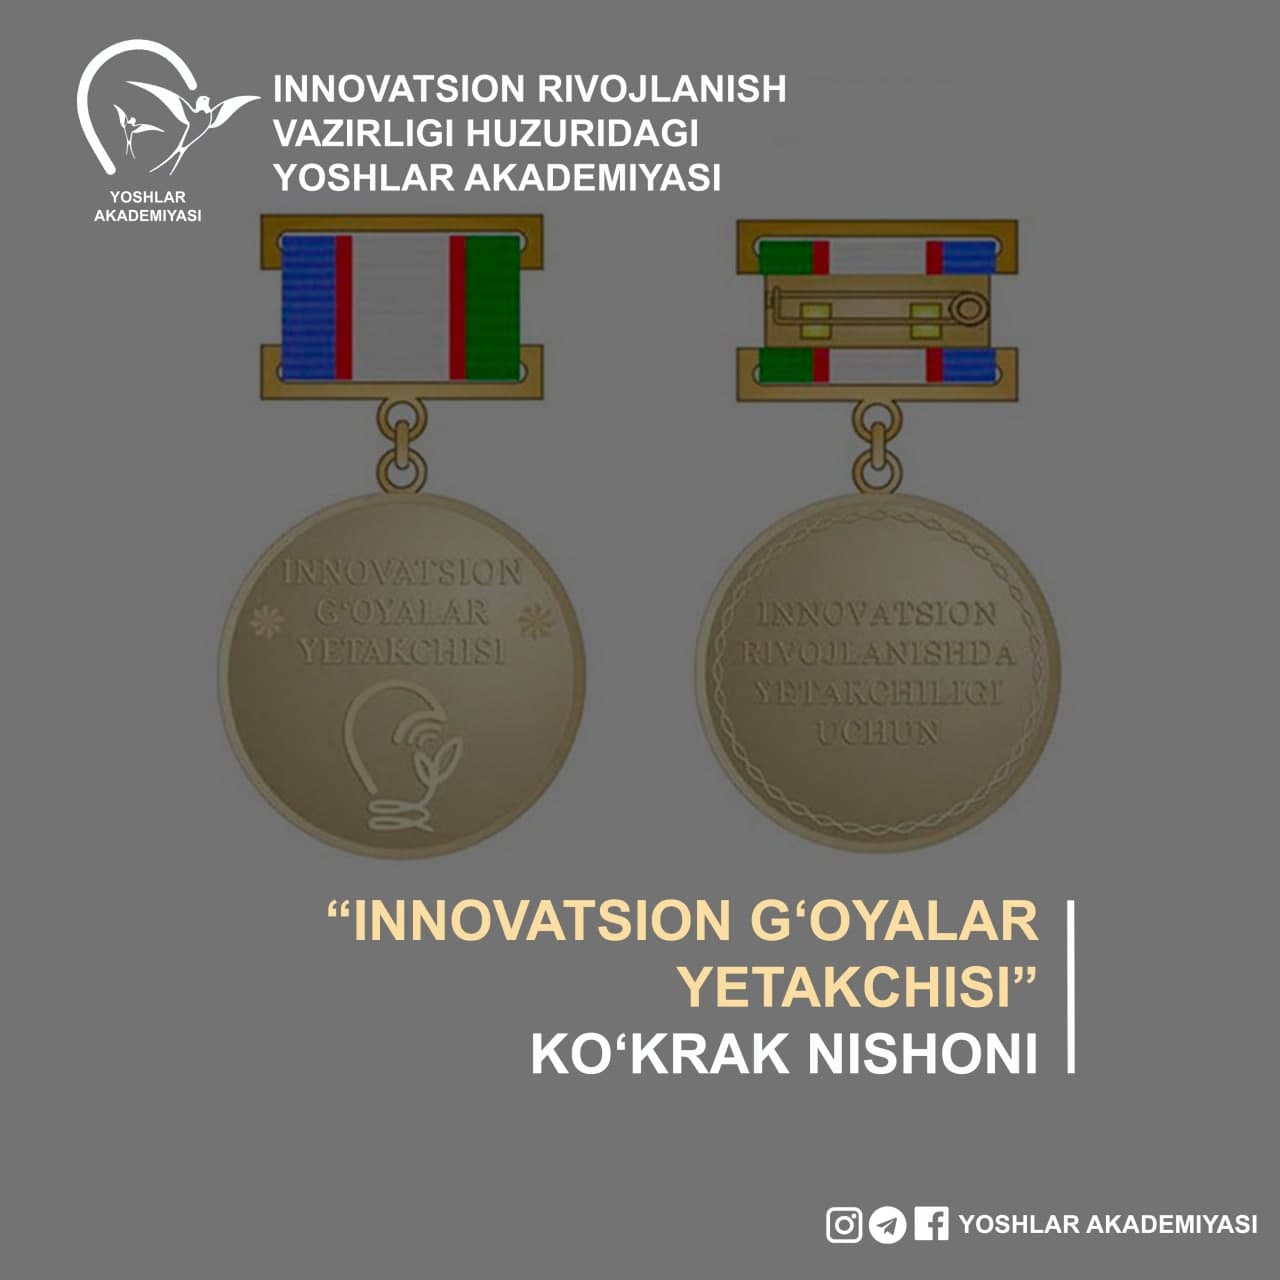 INNOVATSION RIVOJLANISH
VAZIRLIGI HUZURIDAGI
YOSHLAR AKADEMIYASI
YOSHLAR
AKADEMIYASI
INNOVATSION
G‘OYALAR
YETAKCHISI
INNOVATSION
RIVOJLANISHDA
YETAKCHILIGI
UCHUN
“INNOVATSION G‘OYALAR
YETAKCHISI”
KO‘KRAK NISHONI
YOSHLAR AKADEMIYASI